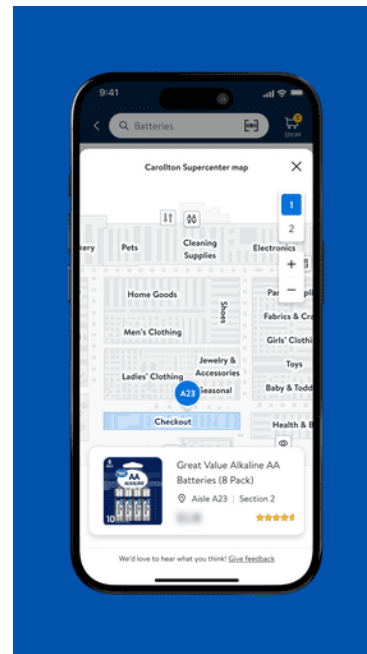 9:41
Batteries
Carollton Supercenter map
1
2
Pets
Cleaning
Supplies
Electronics
+
−
Home Goods
Shoes
Fabrics & Cra
Men's Clothing
Girls' Clothi
Jewelry &
Accessories
Toys
Ladies' Clothing
A23
Seasonal
Baby & Todd
Checkout
Health & B
AA
ALKALINE
10
Great Value Alkaline AA
Batteries (8 Pack)
Aisle A23 | Section 2
We'd love to hear what you think! Give feedback